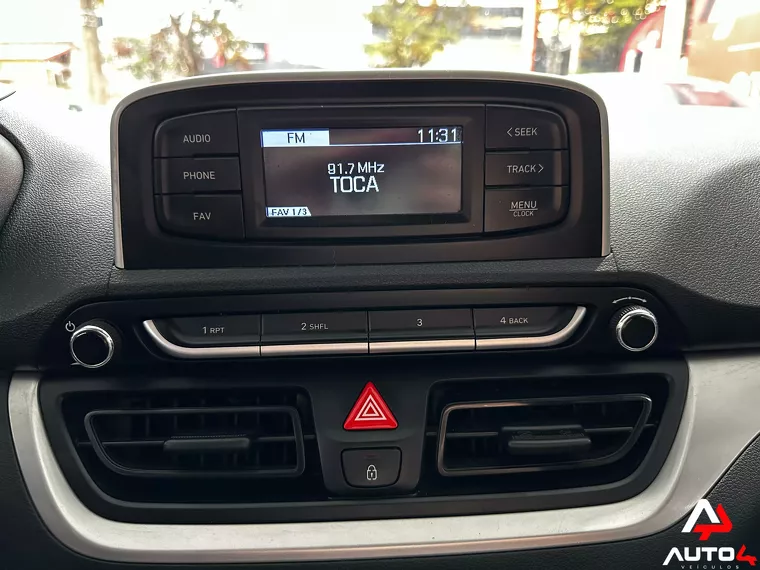 AUDIO
PHONE
FAV
FM 11:31
91.7 MHz
TOCA
FAV 1/3
< SEEK
TRACK >
MENU
CLOCK
1 RPT
2 SHFL
3
4 BACK
AUTO4
VEÍCULOS